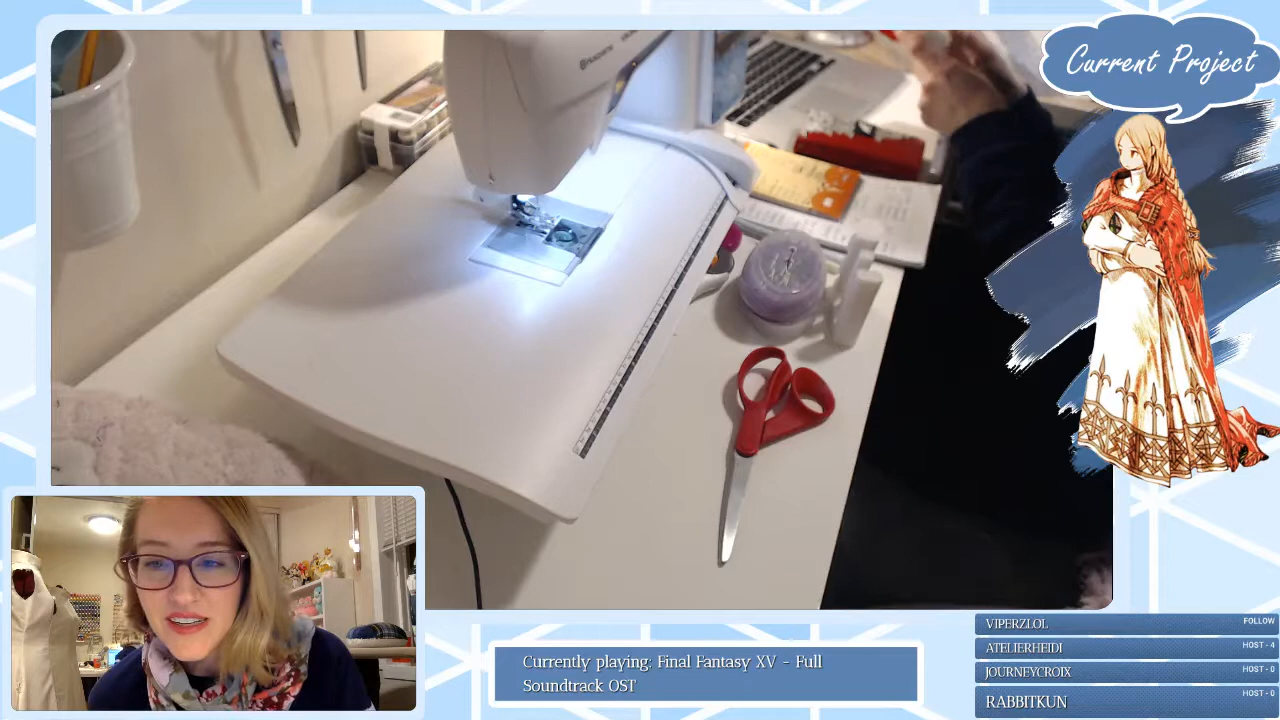 Current Project
Currently playing: Final Fantasy XV - Full
Soundtrack OST
VIPERZLOL FOLLOW
ATELIERHEIDI HOST - 4
JOURNEYCROIX HOST - 0
RABBITKUN HOST - 0